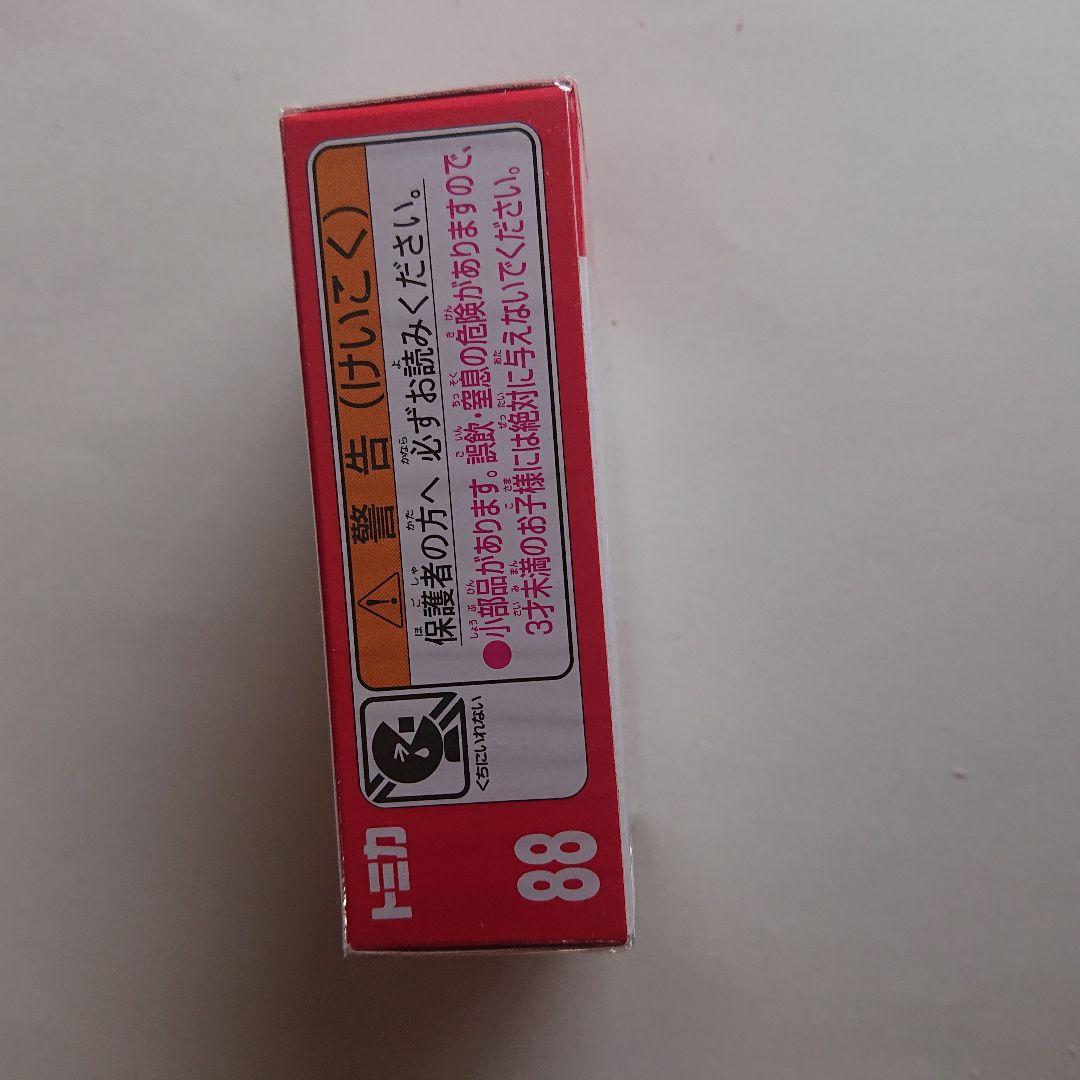 警告(けいこく)
保護者の方へ 必ずお読みください。
●小部品があります。誤飲・窒息の危険がありますので、
3才未満のお子様には絶対に与えないでください。
くちにいれない
トミカ
88